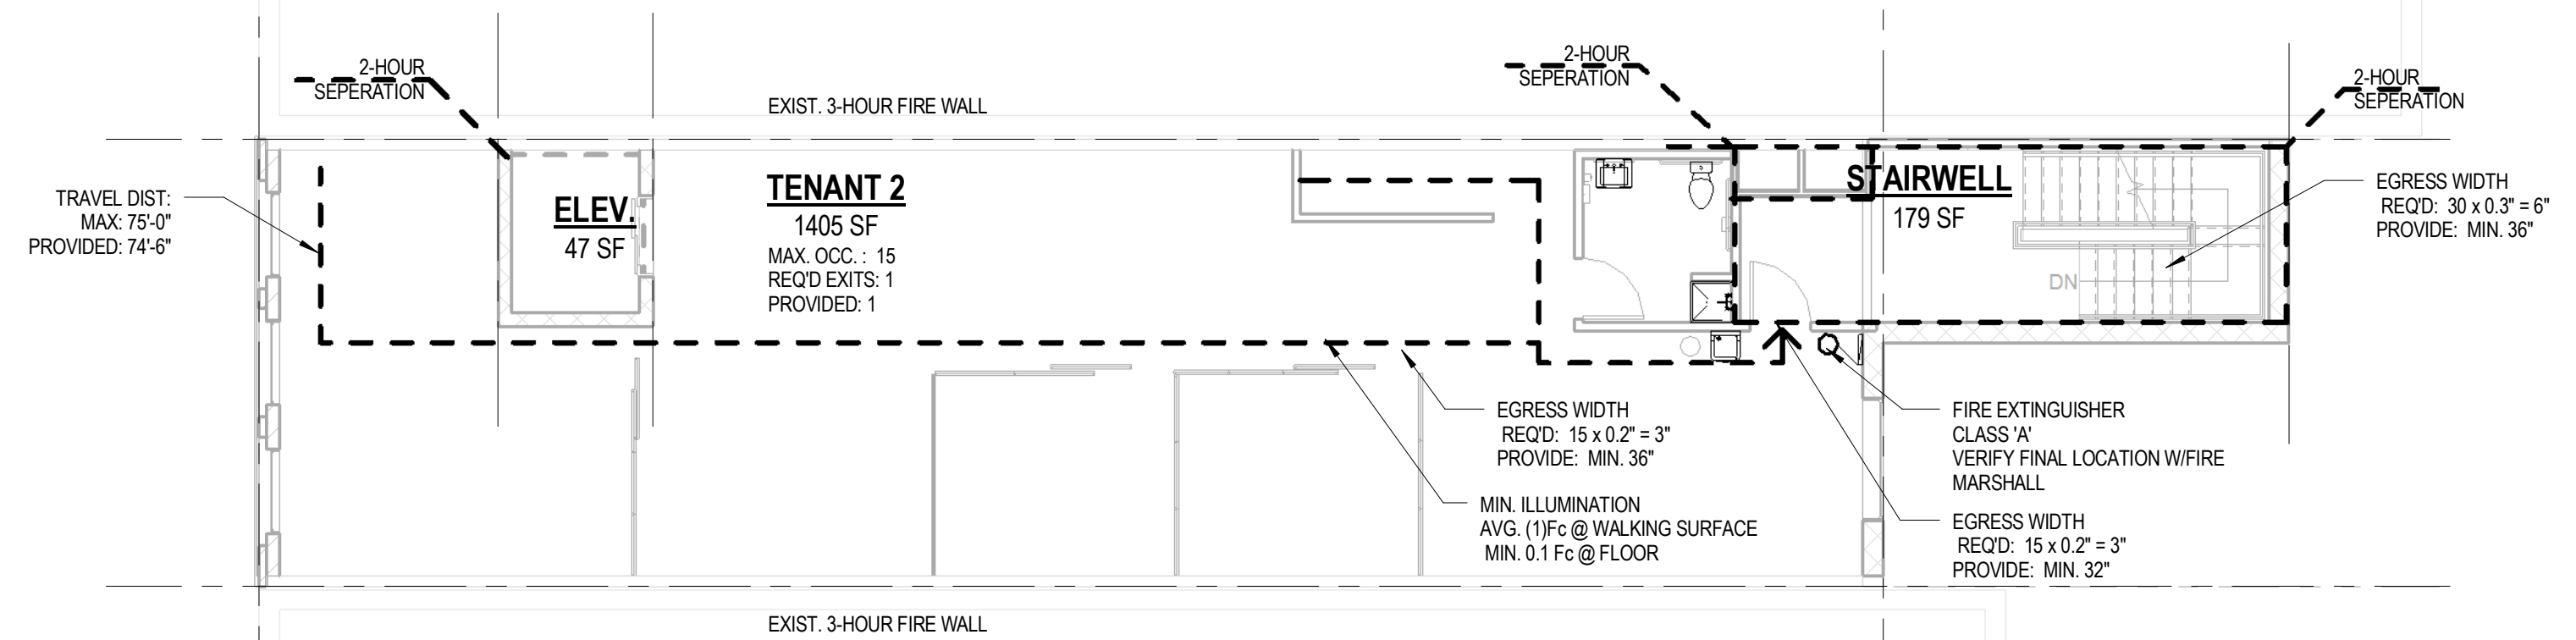 2-HOUR
SEPERATION
2-HOUR
SEPERATION
2-HOUR
SEPERATION
EXIST. 3-HOUR FIRE WALL
TRAVEL DIST:
MAX: 75'-0"
PROVIDED: 74'-6"
ELEV.
47 SF
TENANT 2
1405 SF
MAX. OCC. : 15
REQ'D EXITS: 1
PROVIDED: 1
STAIRWELL
179 SF
DN
EGRESS WIDTH
REQ'D: 30 x 0.3" = 6"
PROVIDE: MIN. 36"
EGRESS WIDTH
REQ'D: 15 x 0.2" = 3"
PROVIDE: MIN. 36"
MIN. ILLUMINATION
AVG. (1)Fc @ WALKING SURFACE
MIN. 0.1 Fc @ FLOOR
FIRE EXTINGUISHER
CLASS 'A'
VERIFY FINAL LOCATION W/FIRE
MARSHALL
EGRESS WIDTH
REQ'D: 15 x 0.2" = 3"
PROVIDE: MIN. 32"
EXIST. 3-HOUR FIRE WALL